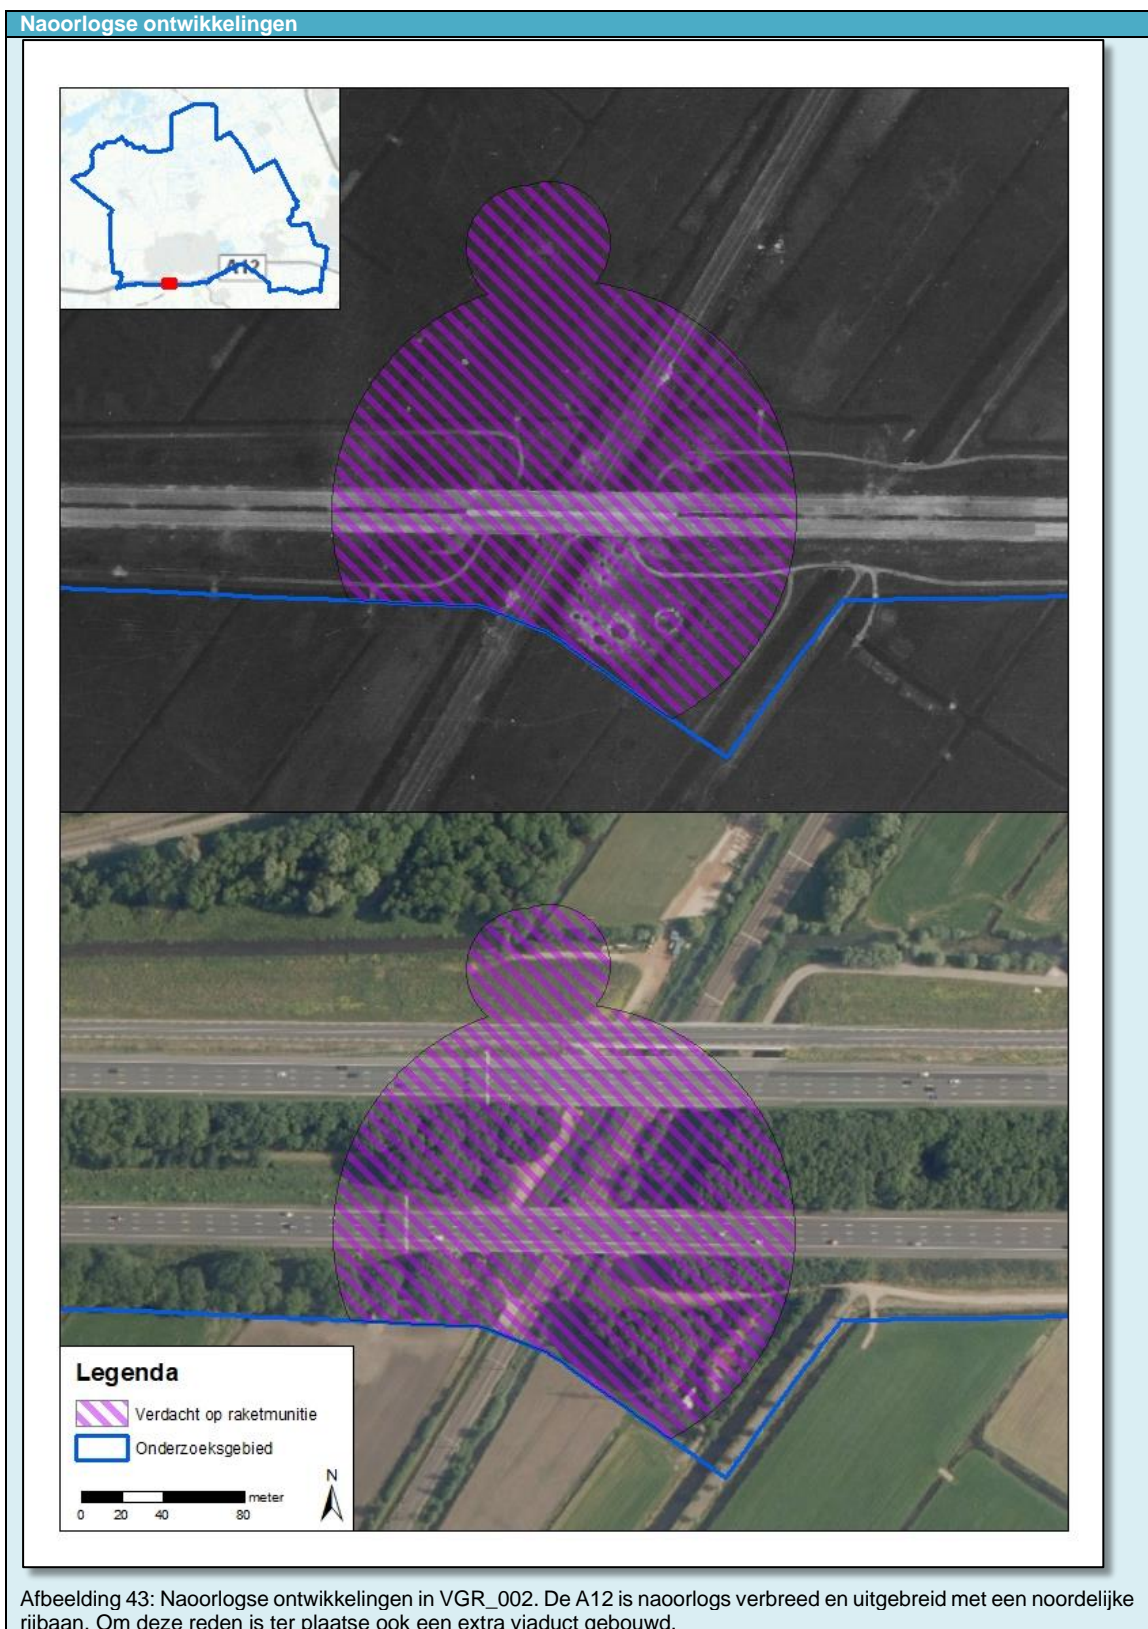 Naoorlogse ontwikkelingen
A12
Legenda
Verdacht op raketmunitie
Onderzoeksgebied
N
meter
0 20 40 80
Afbeelding 43: Naoorlogse ontwikkelingen in VGR_002. De A12 is naoorlogs verbreed en uitgebreid met een noordelijke
rijbaan. Om deze reden is ter plaatse ook een extra viaduct gebouwd.